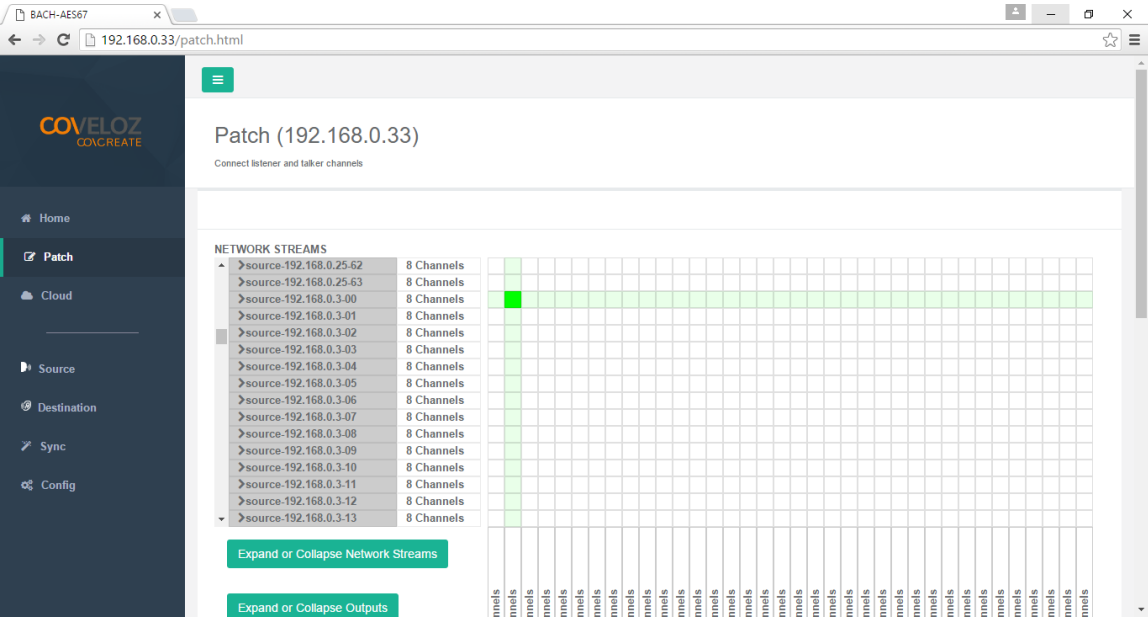 BACH-AES67
192.168.0.33/patch.html
COVELOZ
CO\CREATE
Home
Patch
Cloud
Source
Destination
Sync
Config
Patch (192.168.0.33)
Connect listener and talker channels
NETWORK STREAMS
source-192.168.0.25-62 8 Channels
source-192.168.0.25-63 8 Channels
source-192.168.0.3-00 8 Channels
source-192.168.0.3-01 8 Channels
source-192.168.0.3-02 8 Channels
source-192.168.0.3-03 8 Channels
source-192.168.0.3-04 8 Channels
source-192.168.0.3-05 8 Channels
source-192.168.0.3-06 8 Channels
source-192.168.0.3-07 8 Channels
source-192.168.0.3-08 8 Channels
source-192.168.0.3-09 8 Channels
source-192.168.0.3-10 8 Channels
source-192.168.0.3-11 8 Channels
source-192.168.0.3-12 8 Channels
source-192.168.0.3-13 8 Channels
Expand or Collapse Network Streams
Expand or Collapse Outputs